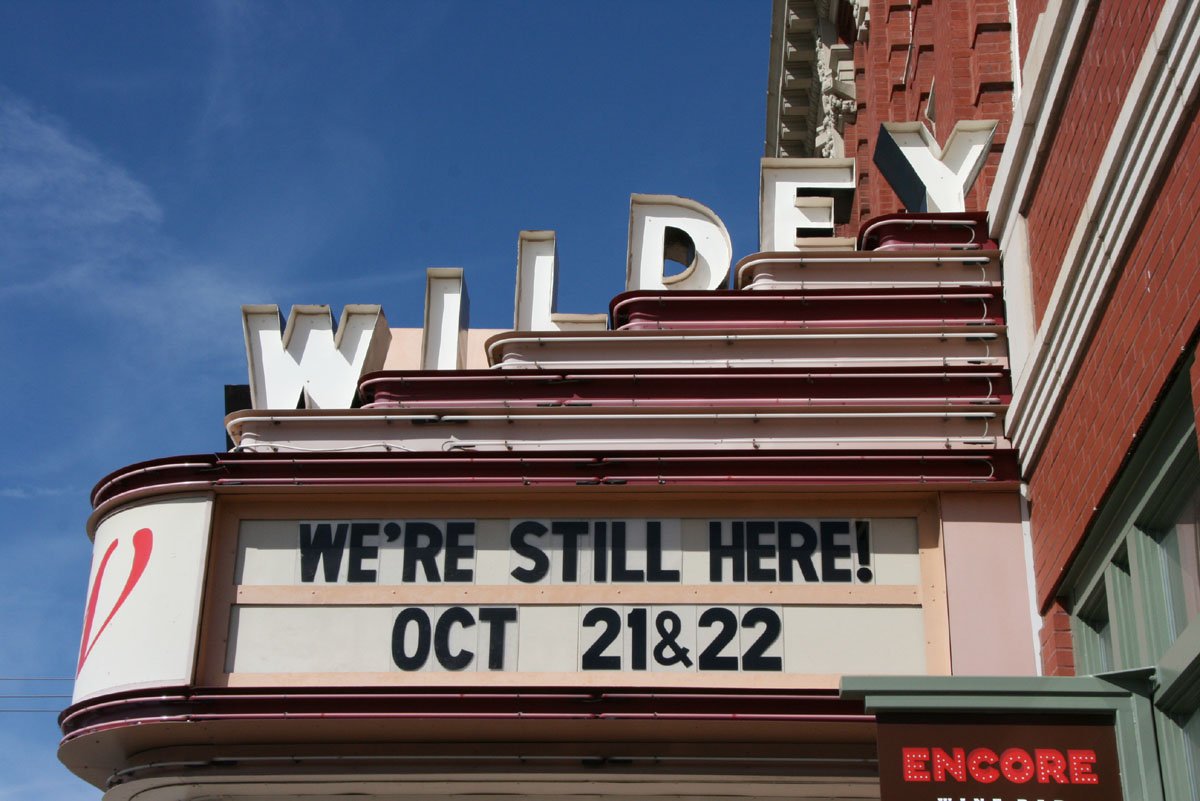 WILDEY
WE'RE STILL HERE!
OCT 21&22
ENCORE